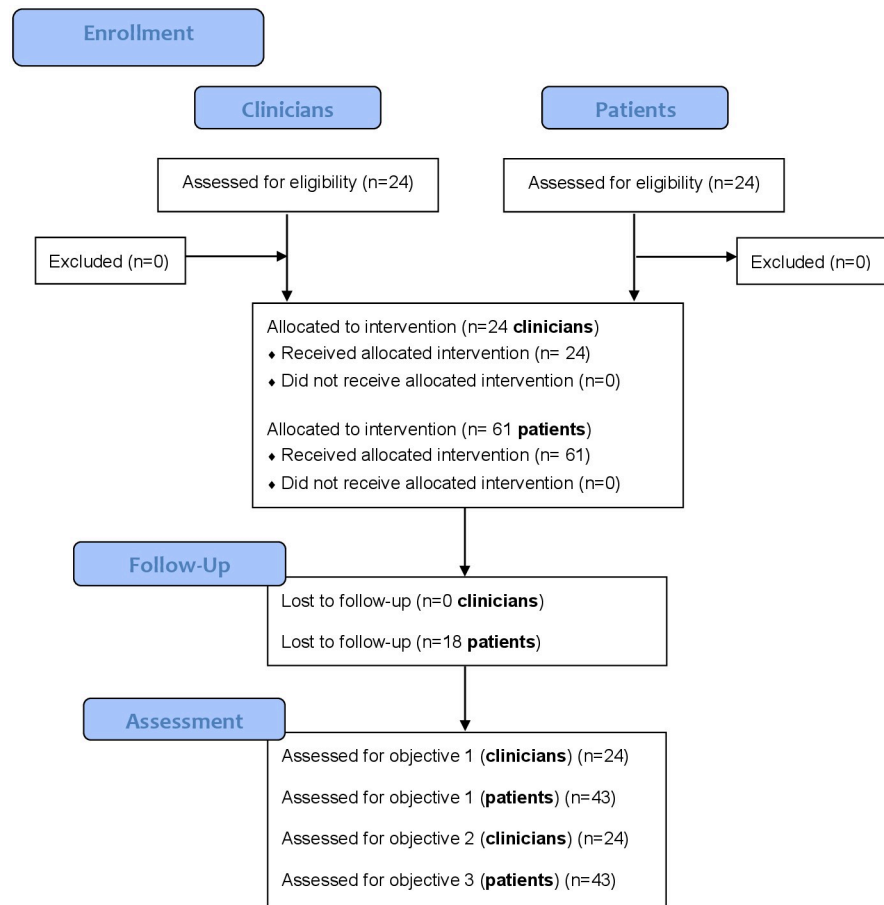 Enrollment
Clinicians
Patients
Assessed for eligibility (n=24)
Assessed for eligibility (n=24)
Excluded (n=0)
Excluded (n=0)
Allocated to intervention (n=24 clinicians)
♦ Received allocated intervention (n= 24)
♦ Did not receive allocated intervention (n=0)
Allocated to intervention (n= 61 patients)
♦ Received allocated intervention (n= 61)
♦ Did not receive allocated intervention (n=0)
Follow-Up
Lost to follow-up (n=0 clinicians)
Lost to follow-up (n=18 patients)
Assessment
Assessed for objective 1 (clinicians) (n=24)
Assessed for objective 1 (patients) (n=43)
Assessed for objective 2 (clinicians) (n=24)
Assessed for objective 3 (patients) (n=43)